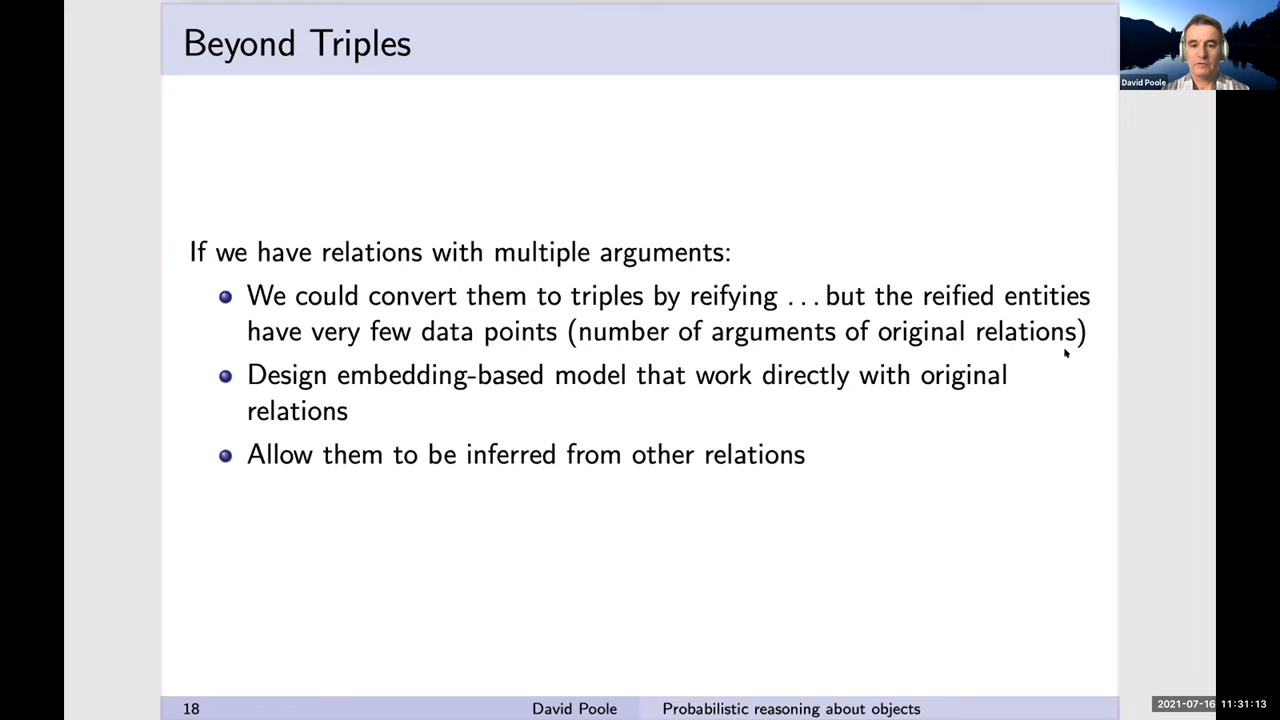 Beyond Triples
David Poole
If we have relations with multiple arguments:
We could convert them to triples by reifying ... but the reified entities
have very few data points (number of arguments of original relations)
Design embedding-based model that work directly with original
relations
Allow them to be inferred from other relations
18 David Poole Probabilistic reasoning about objects
2021-07-16 11:31:13